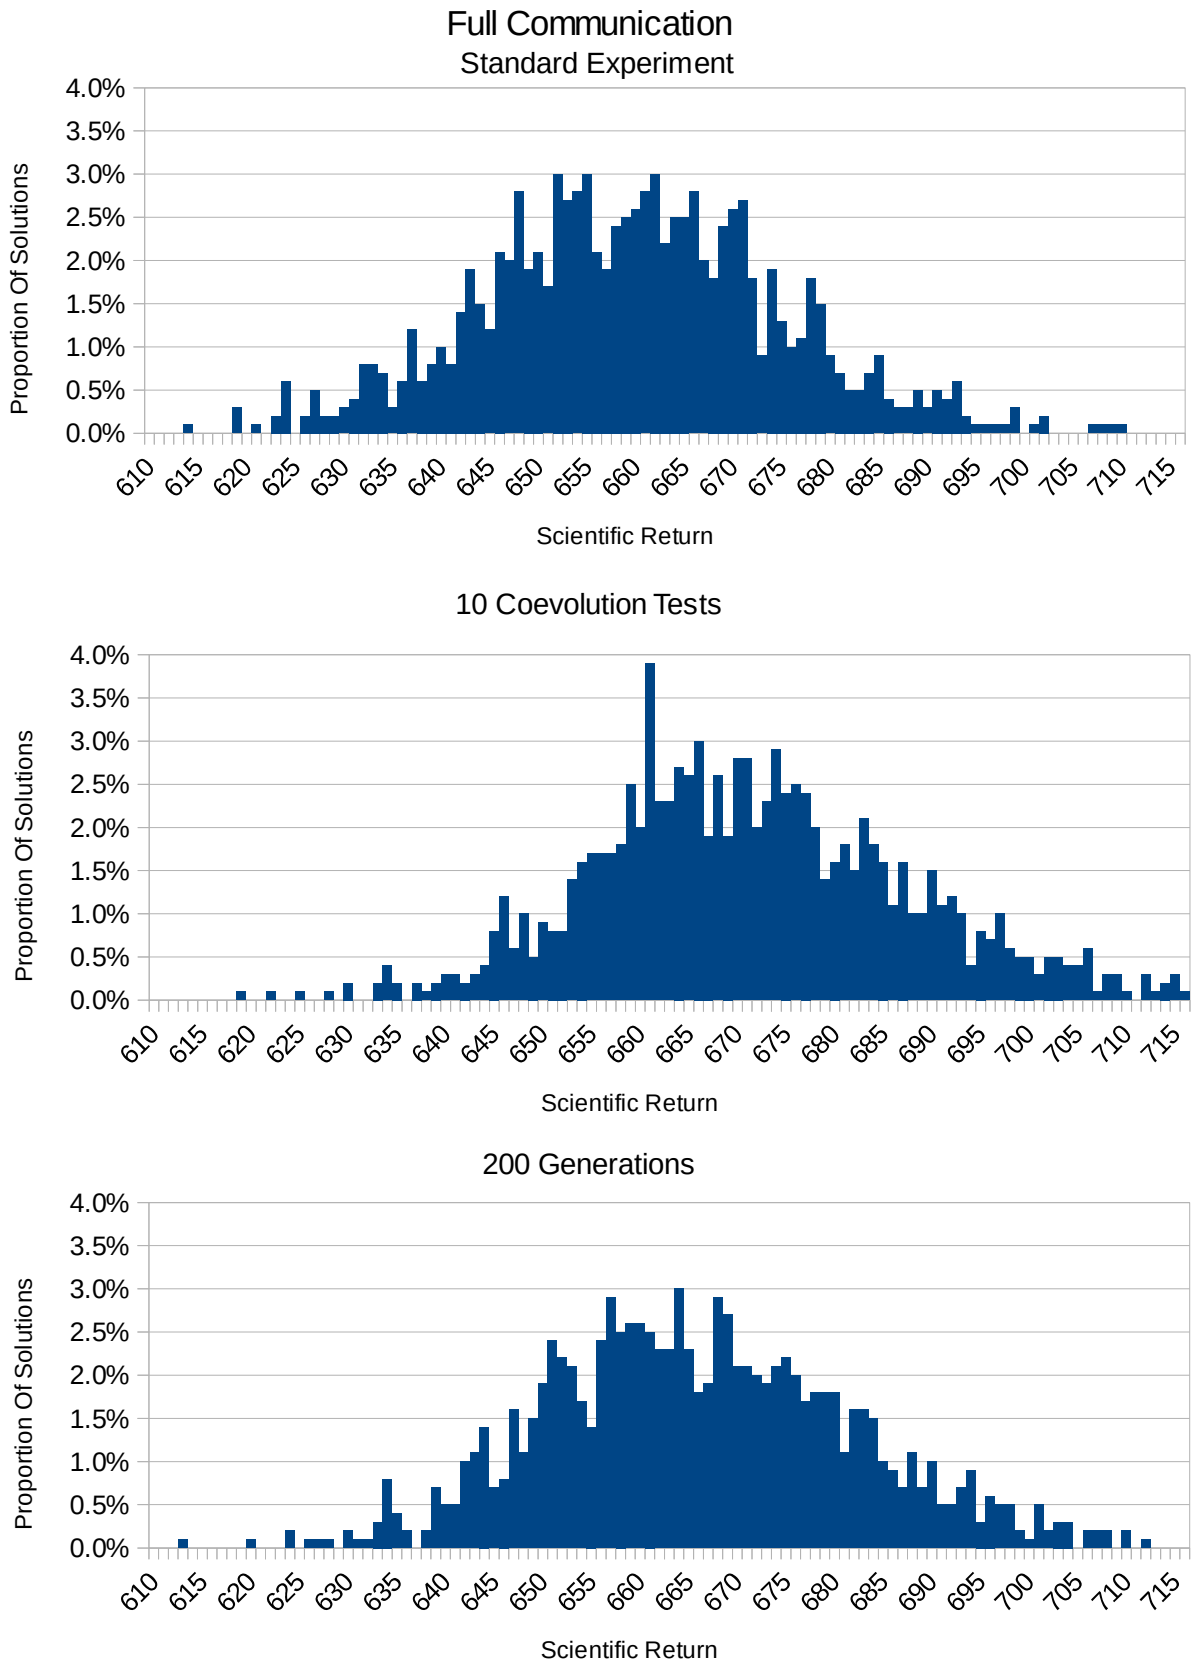 Full Communication
Standard Experiment
4.0%
3.5%
3.0%
2.5%
2.0%
1.5%
1.0%
0.5%
0.0%
Proportion Of Solutions
610 615 620 625 630 635 640 645 650 655 660 665 670 675 680 685 690 695 700 705 710 715
Scientific Return
10 Coevolution Tests
4.0%
3.5%
3.0%
2.5%
2.0%
1.5%
1.0%
0.5%
0.0%
Proportion Of Solutions
610 615 620 625 630 635 640 645 650 655 660 665 670 675 680 685 690 695 700 705 710 715
Scientific Return
200 Generations
4.0%
3.5%
3.0%
2.5%
2.0%
1.5%
1.0%
0.5%
0.0%
Proportion Of Solutions
610 615 620 625 630 635 640 645 650 655 660 665 670 675 680 685 690 695 700 705 710 715
Scientific Return